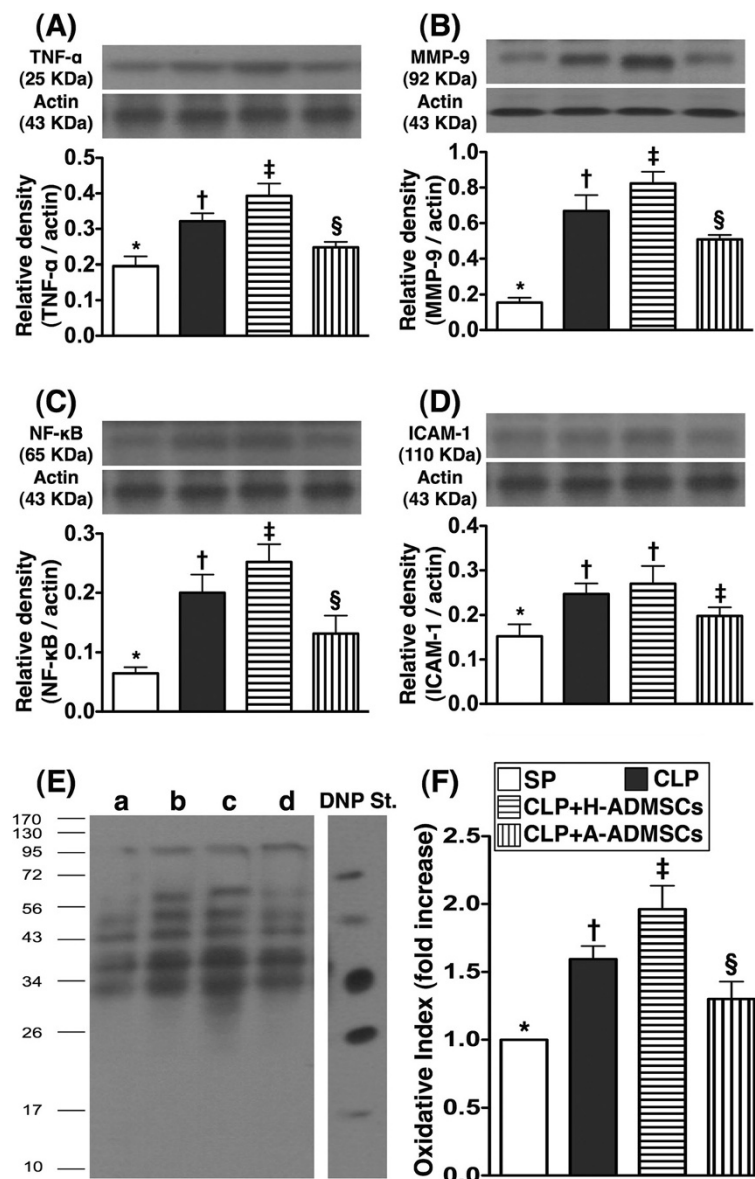 (A)
TNF-α
(25 KDa)
Actin
(43 KDa)
Relative density
(TNF-α / actin)
0.5
0.4
0.3
0.2
0.1
0.0
*
†
‡
§
(B)
MMP-9
(92 KDa)
Actin
(43 KDa)
Relative density
(MMP-9 / actin)
1.0
0.8
0.6
0.4
0.2
0.0
*
†
‡
§
(C)
NF-κB
(65 KDa)
Actin
(43 KDa)
Relative density
(NF-κB / actin)
0.3
0.2
0.1
0.0
*
†
‡
§
(D)
ICAM-1
(110 KDa)
Actin
(43 KDa)
Relative density
(ICAM-1 / actin)
0.4
0.3
0.2
0.1
0.0
*
†
†
‡
(E)
a b c d DNP St.
170
130
95
72
56
43
34
26
17
10
(F)
SP CLP
CLP+H-ADMSCs
CLP+A-ADMSCs
Oxidative Index (fold increase)
2.5
2.0
1.5
1.0
0.5
0.0
*
†
‡
§